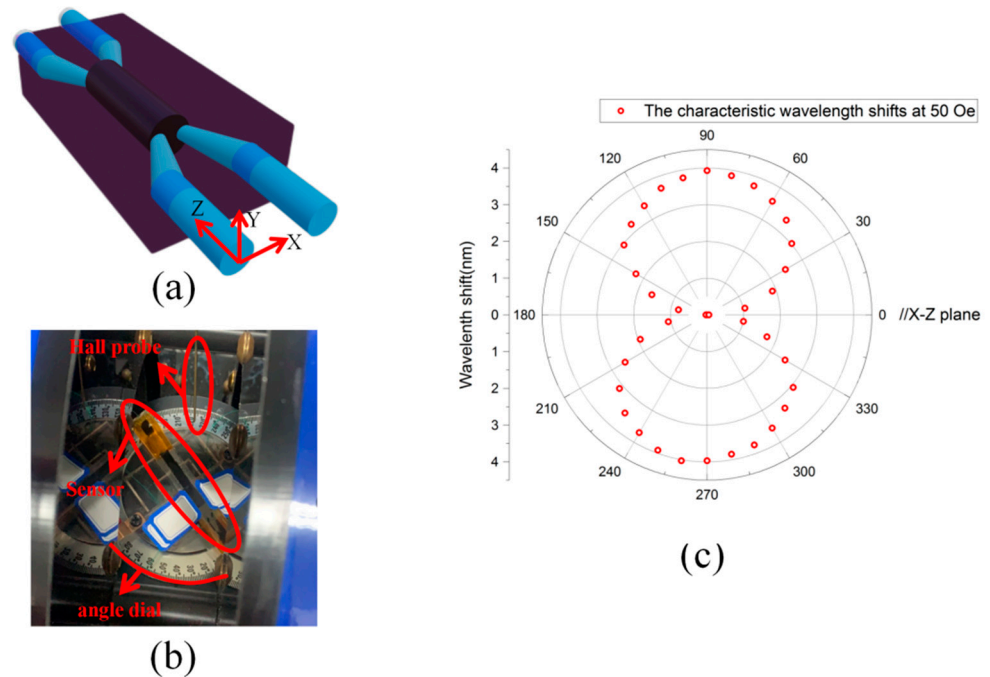 Z
Y
X
(a)
Hall probe
Sensor
angle dial
(b)
The characteristic wavelength shifts at 50 Oe
90
120
60
150
30
180
0
//X-Z plane
210
330
240
300
270
4
3
2
1
0
1
2
3
4
Wavelenth shift(nm)
(c)